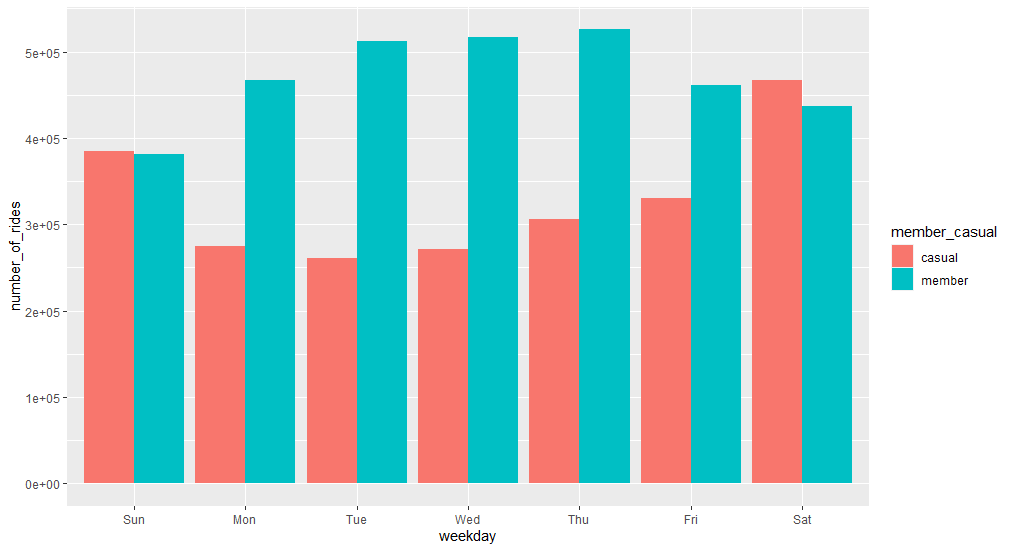 number_of_rides
5e+05
4e+05
3e+05
2e+05
1e+05
0e+00
Sun Mon Tue Wed Thu Fri Sat
weekday
member_casual
casual
member